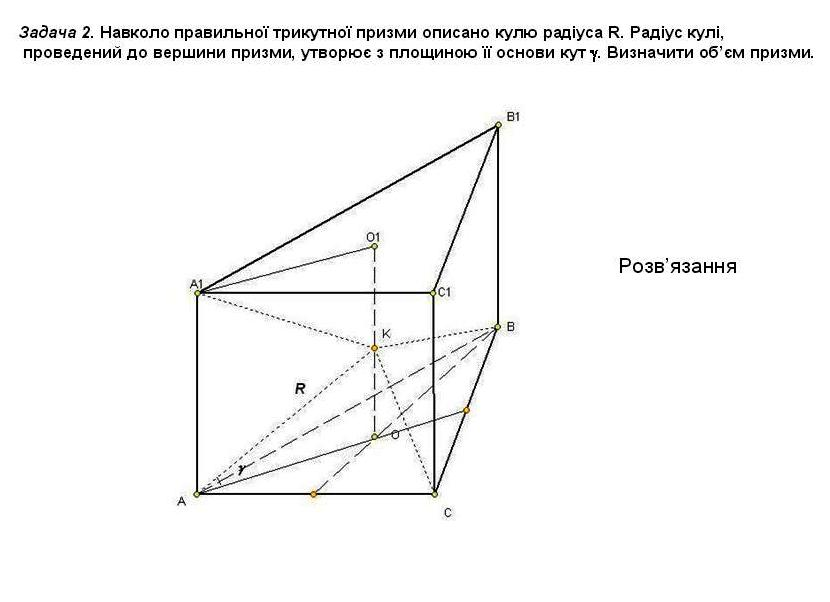 Задача 2. Навколо правильної трикутної призми описано кулю радіуса R. Радіус кулі,
проведений до вершини призми, утворює з площиною її основи кут γ. Визначити об’єм призми.
B1
O1
A1
C1
K
B
R
O
γ
A
C
Розв’язання